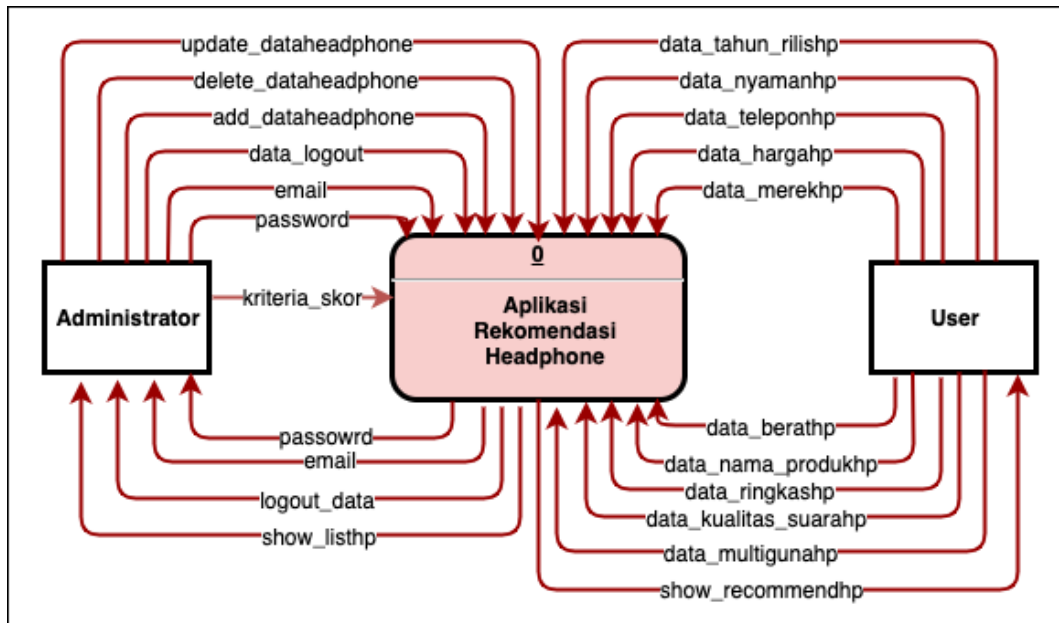 update_dataheadphone
delete_dataheadphone
add_dataheadphone
data_logout
email
password
kriteria_skor
Administrator
passowrd
email
logout_data
show_listhp
0
Aplikasi
Rekomendasi
Headphone
data_tahun_rilishp
data_nyamanhp
data_teleponhp
data_hargahp
data_merekhp
User
data_berathp
data_nama_produkhp
data_ringkashp
data_kualitas_suarahp
data_multigunahp
show_recommendhp